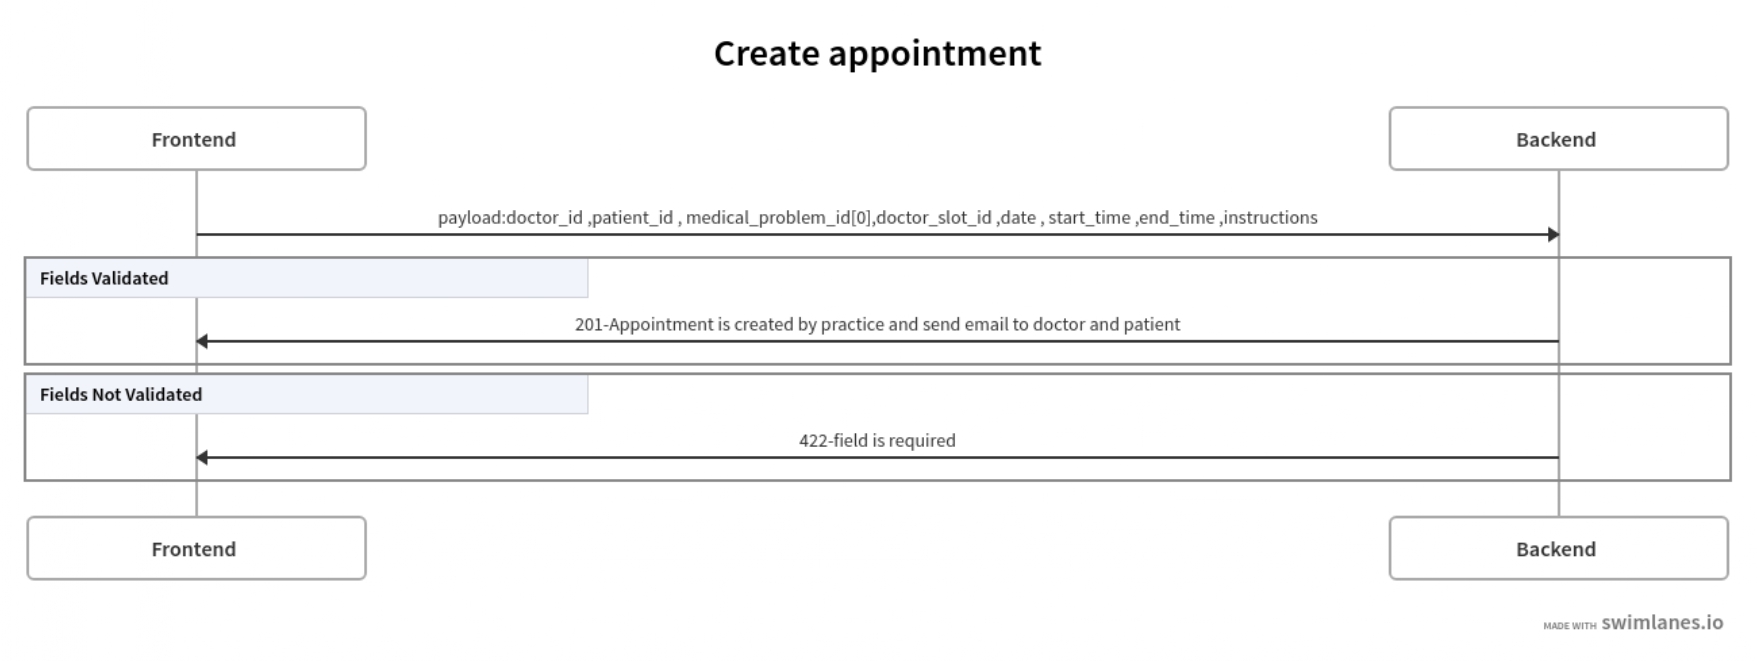 Create appointment
Frontend
Backend
payload:doctor_id ,patient_id , medical_problem_id[0],doctor_slot_id ,date , start_time ,end_time ,instructions
Fields Validated
201-Appointment is created by practice and send email to doctor and patient
Fields Not Validated
422-field is required
Frontend
Backend
MADE WITH swimlanes.io